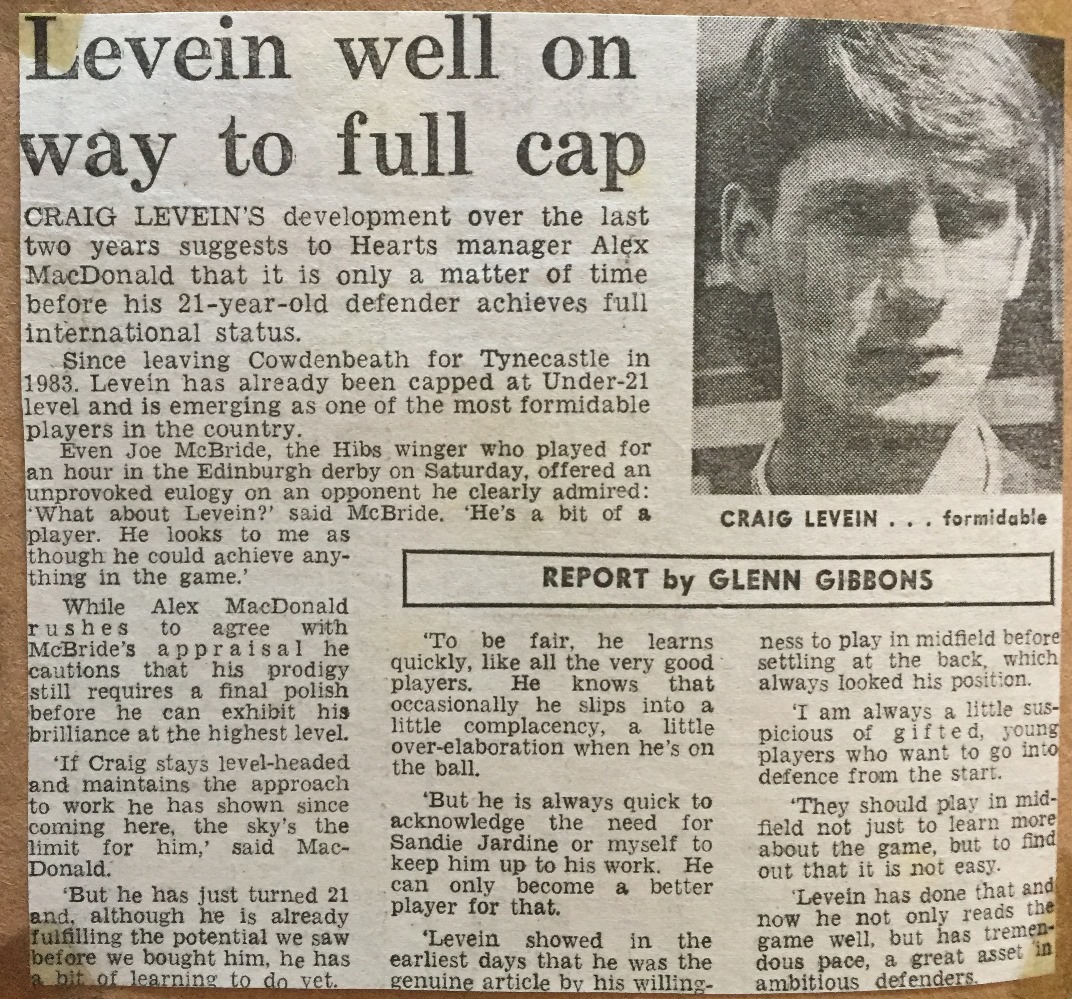 Levein well on
way to full cap
CRAIG LEVEIN'S development over the last
two years suggests to Hearts manager Alex
MacDonald that it is only a matter of time
before his 21-year-old defender achieves full
international status.
Since leaving Cowdenbeath for Tynecastle in
1983. Levein has already been capped at Under-21
level and is emerging as one of the most formidable
players in the country.
Even Joe McBride, the Hibs winger who played for
an hour in the Edinburgh derby on Saturday, offered an
unprovoked eulogy on an opponent he clearly admired:
'What about Levein?' said McBride. 'He's a bit of a
player. He looks to me as
though he could achieve any-
thing in the game.'
While Alex MacDonald
rushes to agree with
McBride's appraisal he
cautions that his prodigy
still requires a final polish
before he can exhibit his
brilliance at the highest level.
'If Craig stays level-headed
and maintains the approach
to work he has shown since
coming here, the sky's the
limit for him,' said Mac-
Donald.
'But he has just turned 21
and, although he is already
fulfilling the potential we saw
before we bought him, he has
a bit of learning to do yet.
CRAIG LEVEIN . . . formidable
REPORT by GLENN GIBBONS
'To be fair, he learns
quickly, like all the very good
players. He knows that
occasionally he slips into a
little complacency, a little
over-elaboration when he's on
the ball.
'But he is always quick to
acknowledge the need for
Sandie Jardine or myself to
keep him up to his work. He
can only become a better
player for that.
'Levein showed in the
earliest days that he was the
genuine article by his willing-
ness to play in midfield before
settling at the back, which
always looked his position.
'I am always a little sus-
picious of gifted, young
players who want to go into
defence from the start.
'They should play in mid-
field not just to learn more
about the game, but to find
out that it is not easy.
'Levein has done that and
now he not only reads the
game well, but has tremen-
dous pace, a great asset in
ambitious defenders.